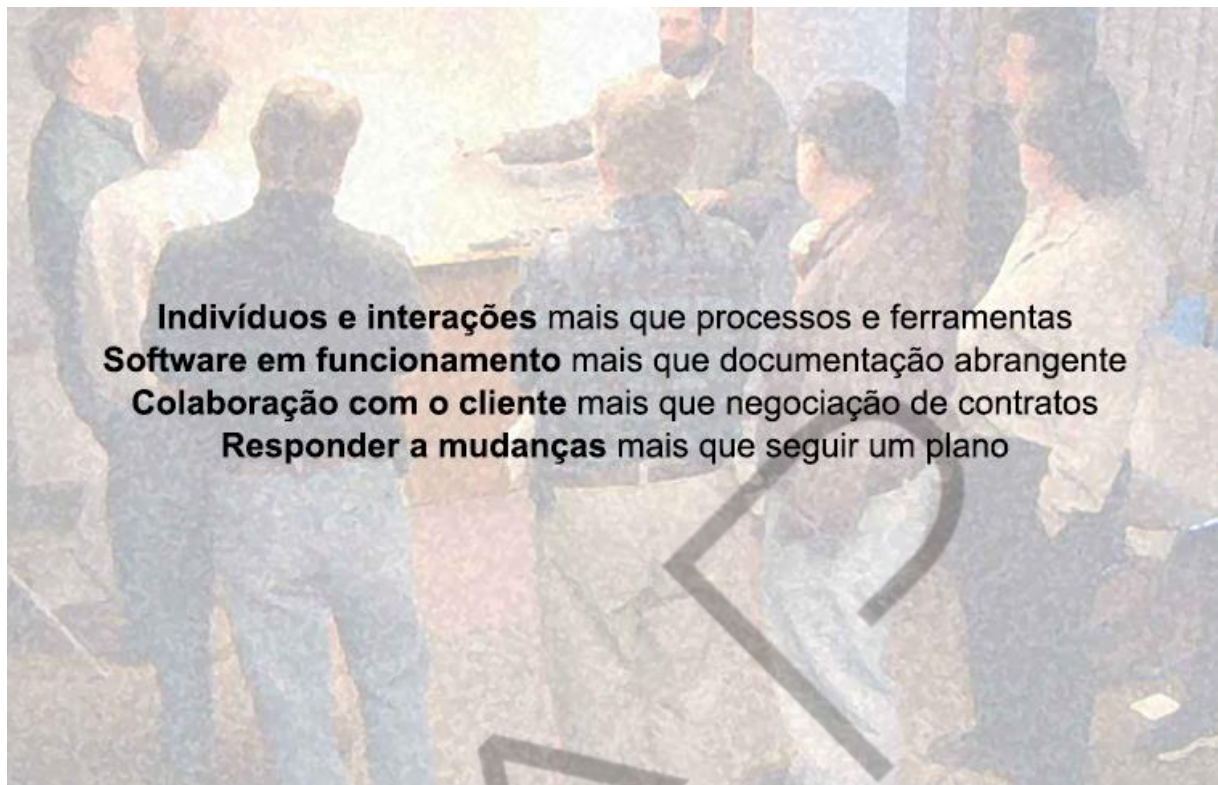 Indivíduos e interações mais que processos e ferramentas
Software em funcionamento mais que documentação abrangente
Colaboração com o cliente mais que negociação de contratos
Responder a mudanças mais que seguir um plano